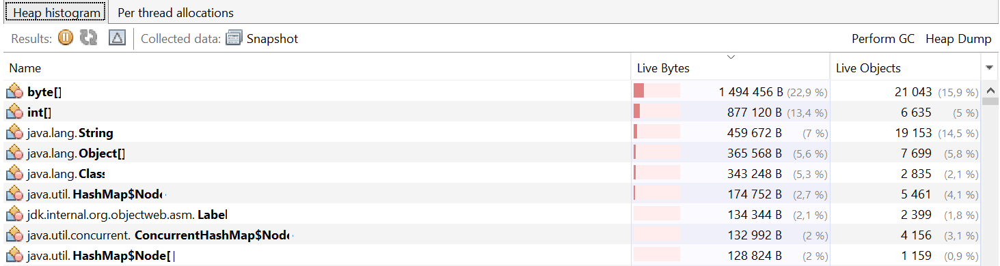 Heap histogram Per thread allocations
Results: Collected data: Snapshot Perform GC Heap Dump
Name Live Bytes Live Objects
byte[] 1 494 456 B (22,9 %) 21 043 (15,9 %)
int[] 877 120 B (13,4 %) 6 635 (5 %)
java.lang.String 459 672 B (7 %) 19 153 (14,5 %)
java.lang.Object[] 365 568 B (5,6 %) 7 699 (5,8 %)
java.lang.Class 343 248 B (5,3 %) 2 835 (2,1 %)
java.util.HashMap$Node 174 752 B (2,7 %) 5 461 (4,1 %)
jdk.internal.org.objectweb.asm.Label 134 344 B (2,1 %) 2 399 (1,8 %)
java.util.concurrent.ConcurrentHashMap$Node 132 992 B (2 %) 4 156 (3,1 %)
java.util.HashMap$Node[] 128 824 B (2 %) 1 159 (0,9 %)